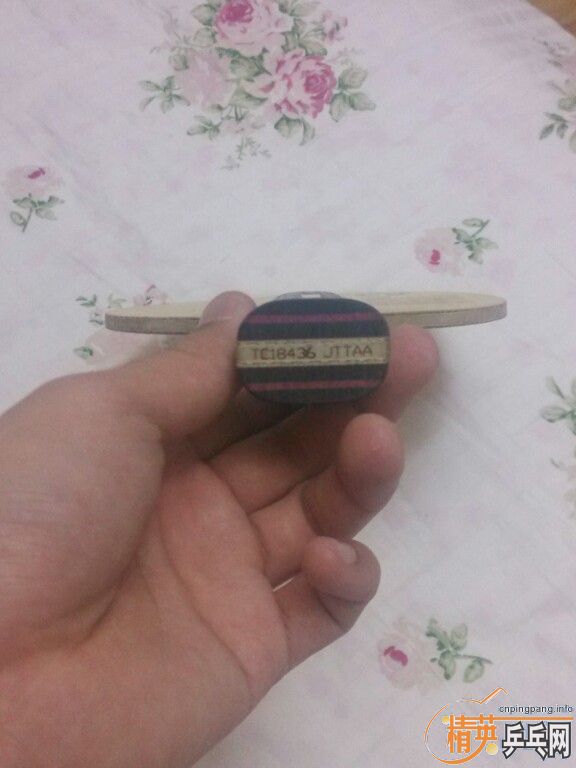 TC18436 JTTAA
cnpingpang.info
精英乒乓网